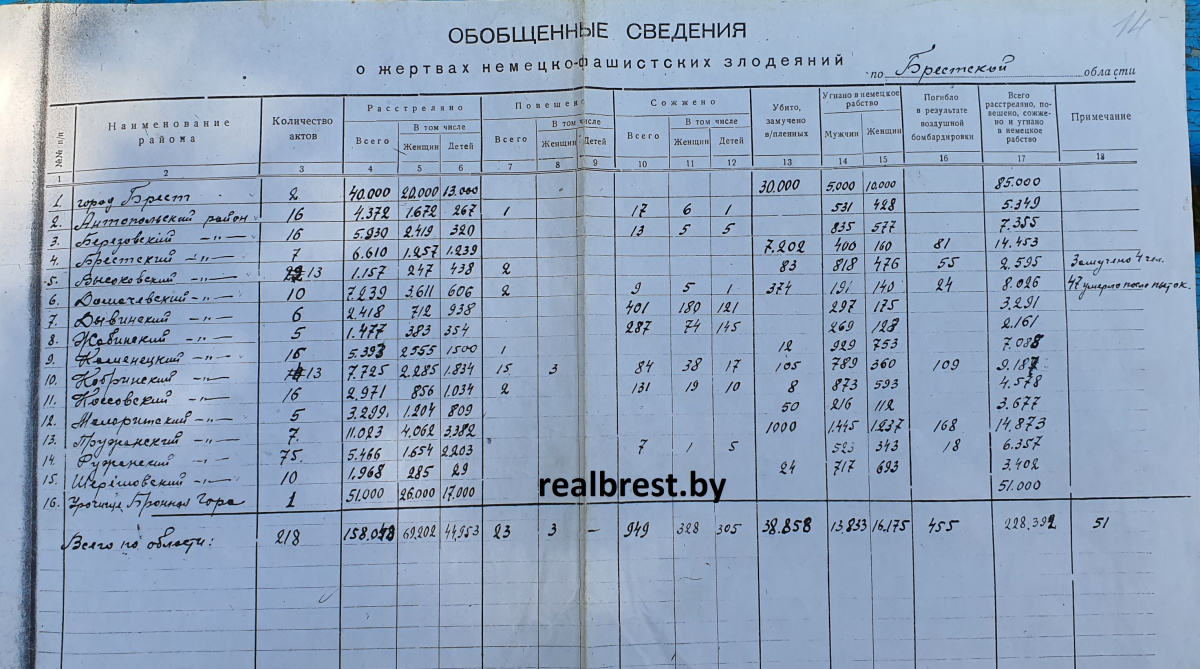 14
ОБОБЩЕННЫЕ СВЕДЕНИЯ
о жертвах немецко-фашистских злодеяний по Брестской области
№№ п/п Наименование района Количество актов Расстреляно Повешено Сожжено Убито, замучено в/пленных Угнано в немецкое рабство Погибло в результате воздушной бомбардировки Всего расстреляно, повешено, сожжено и угнано в немецкое рабство Примечание
Всего В том числе Всего В том числе Всего В том числе Мужчин Женщин
Женщин Детей Женщин Детей Женщин Детей
1 2 3 4 5 6 7 8 9 10 11 12 13 14 15 16 17 18
1. город Брест 2 40.000 20.000 13.000 30.000 5.000 10.000 85.000
2. Антопольский район 16 4.372 1.672 267 1 17 6 1 531 428 5.349
3. Березовский -"- 16 5.930 2.419 320 13 5 5 835 577 7.355
4. Брестский -"- 7 6.610 1.257 1.239 7.202 400 160 81 14.453
5. Высоковский -"- 13 1.157 247 438 2 83 818 476 55 2.595 Замучено 4 чел.
6. Домачевский -"- 10 7.239 3.611 606 2 9 5 1 374 140 24 8.026 47 умерло после пыток.
7. Дывинский -"- 6 2.418 712 938 401 180 121 297 175 3.291
8. Жабинский -"- 5 1.477 383 354 287 74 145 269 128 2.161
9. Каменецкий -"- 16 5.393 2.555 1500 1 12 929 753 7.088
10. Кобринский -"- 13 7.725 2.285 1.834 15 3 84 38 17 105 789 360 109 9.187
11. Коссовский -"- 16 2.971 856 1.034 2 131 19 10 8 873 593 4.578
12. Малоритский -"- 5 3.299 1.204 809 50 216 112 3.677
13. Пружанский -"- 7. 11.023 4.062 3.382 1000 1.445 1.237 168 14.873
14. Ружанский -"- 75. 5.466 1.654 2203 7 1 5 523 343 18 6.357
15. Шерешовский -"- 10 1,968 285 29 24 717 693 3.402
16. Урочище Бронная Гора 1 51.000 26.000 17.000 51.000
Всего по области: 218 158.048 69.202 44,953 23 3 — 949 328 305 38.858 13.833 16.175 455 228.392 51
realbrest.by